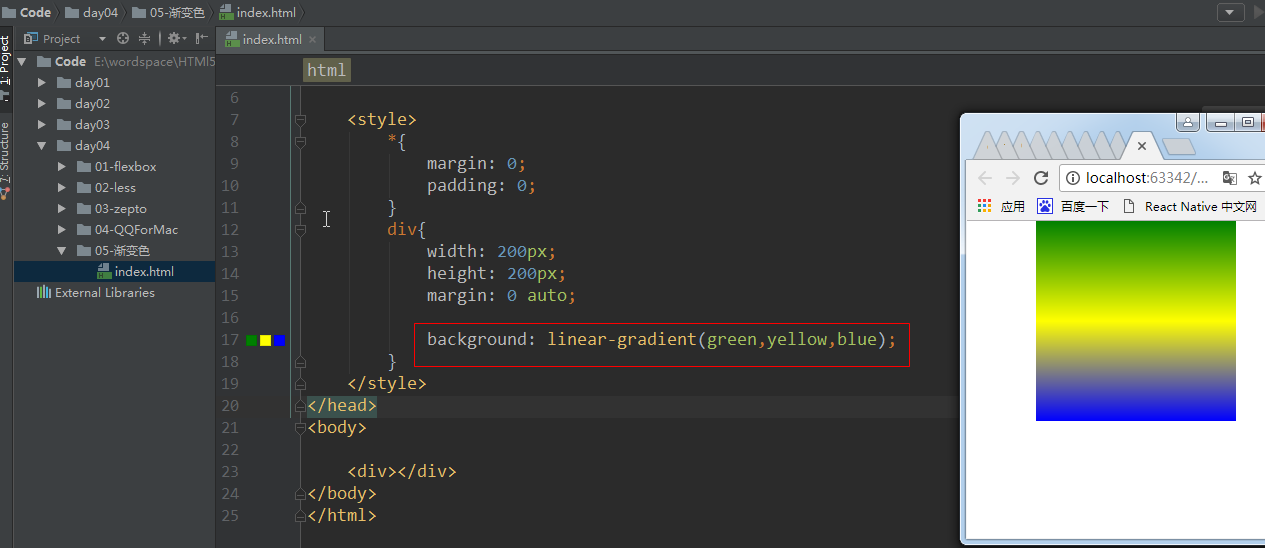 Code day04 05-渐变色 index.html
Project
index.html
1: Project
7: Structure
Code E:\wordspace\HTMl5
day01
day02
day03
day04
01-flexbox
02-less
03-zepto
04-QQForMac
05-渐变色
index.html
External Libraries
html
6
7 <style>
8 *{
9 margin: 0;
10 padding: 0;
11 }
12 div{
13 width: 200px;
14 height: 200px;
15 margin: 0 auto;
16
17 background: linear-gradient(green,yellow,blue);
18 }
19 </style>
20 </head>
21 <body>
22
23 <div></div>
24 </body>
25 </html>
localhost:63342/...
应用 百度一下 React Native 中文网